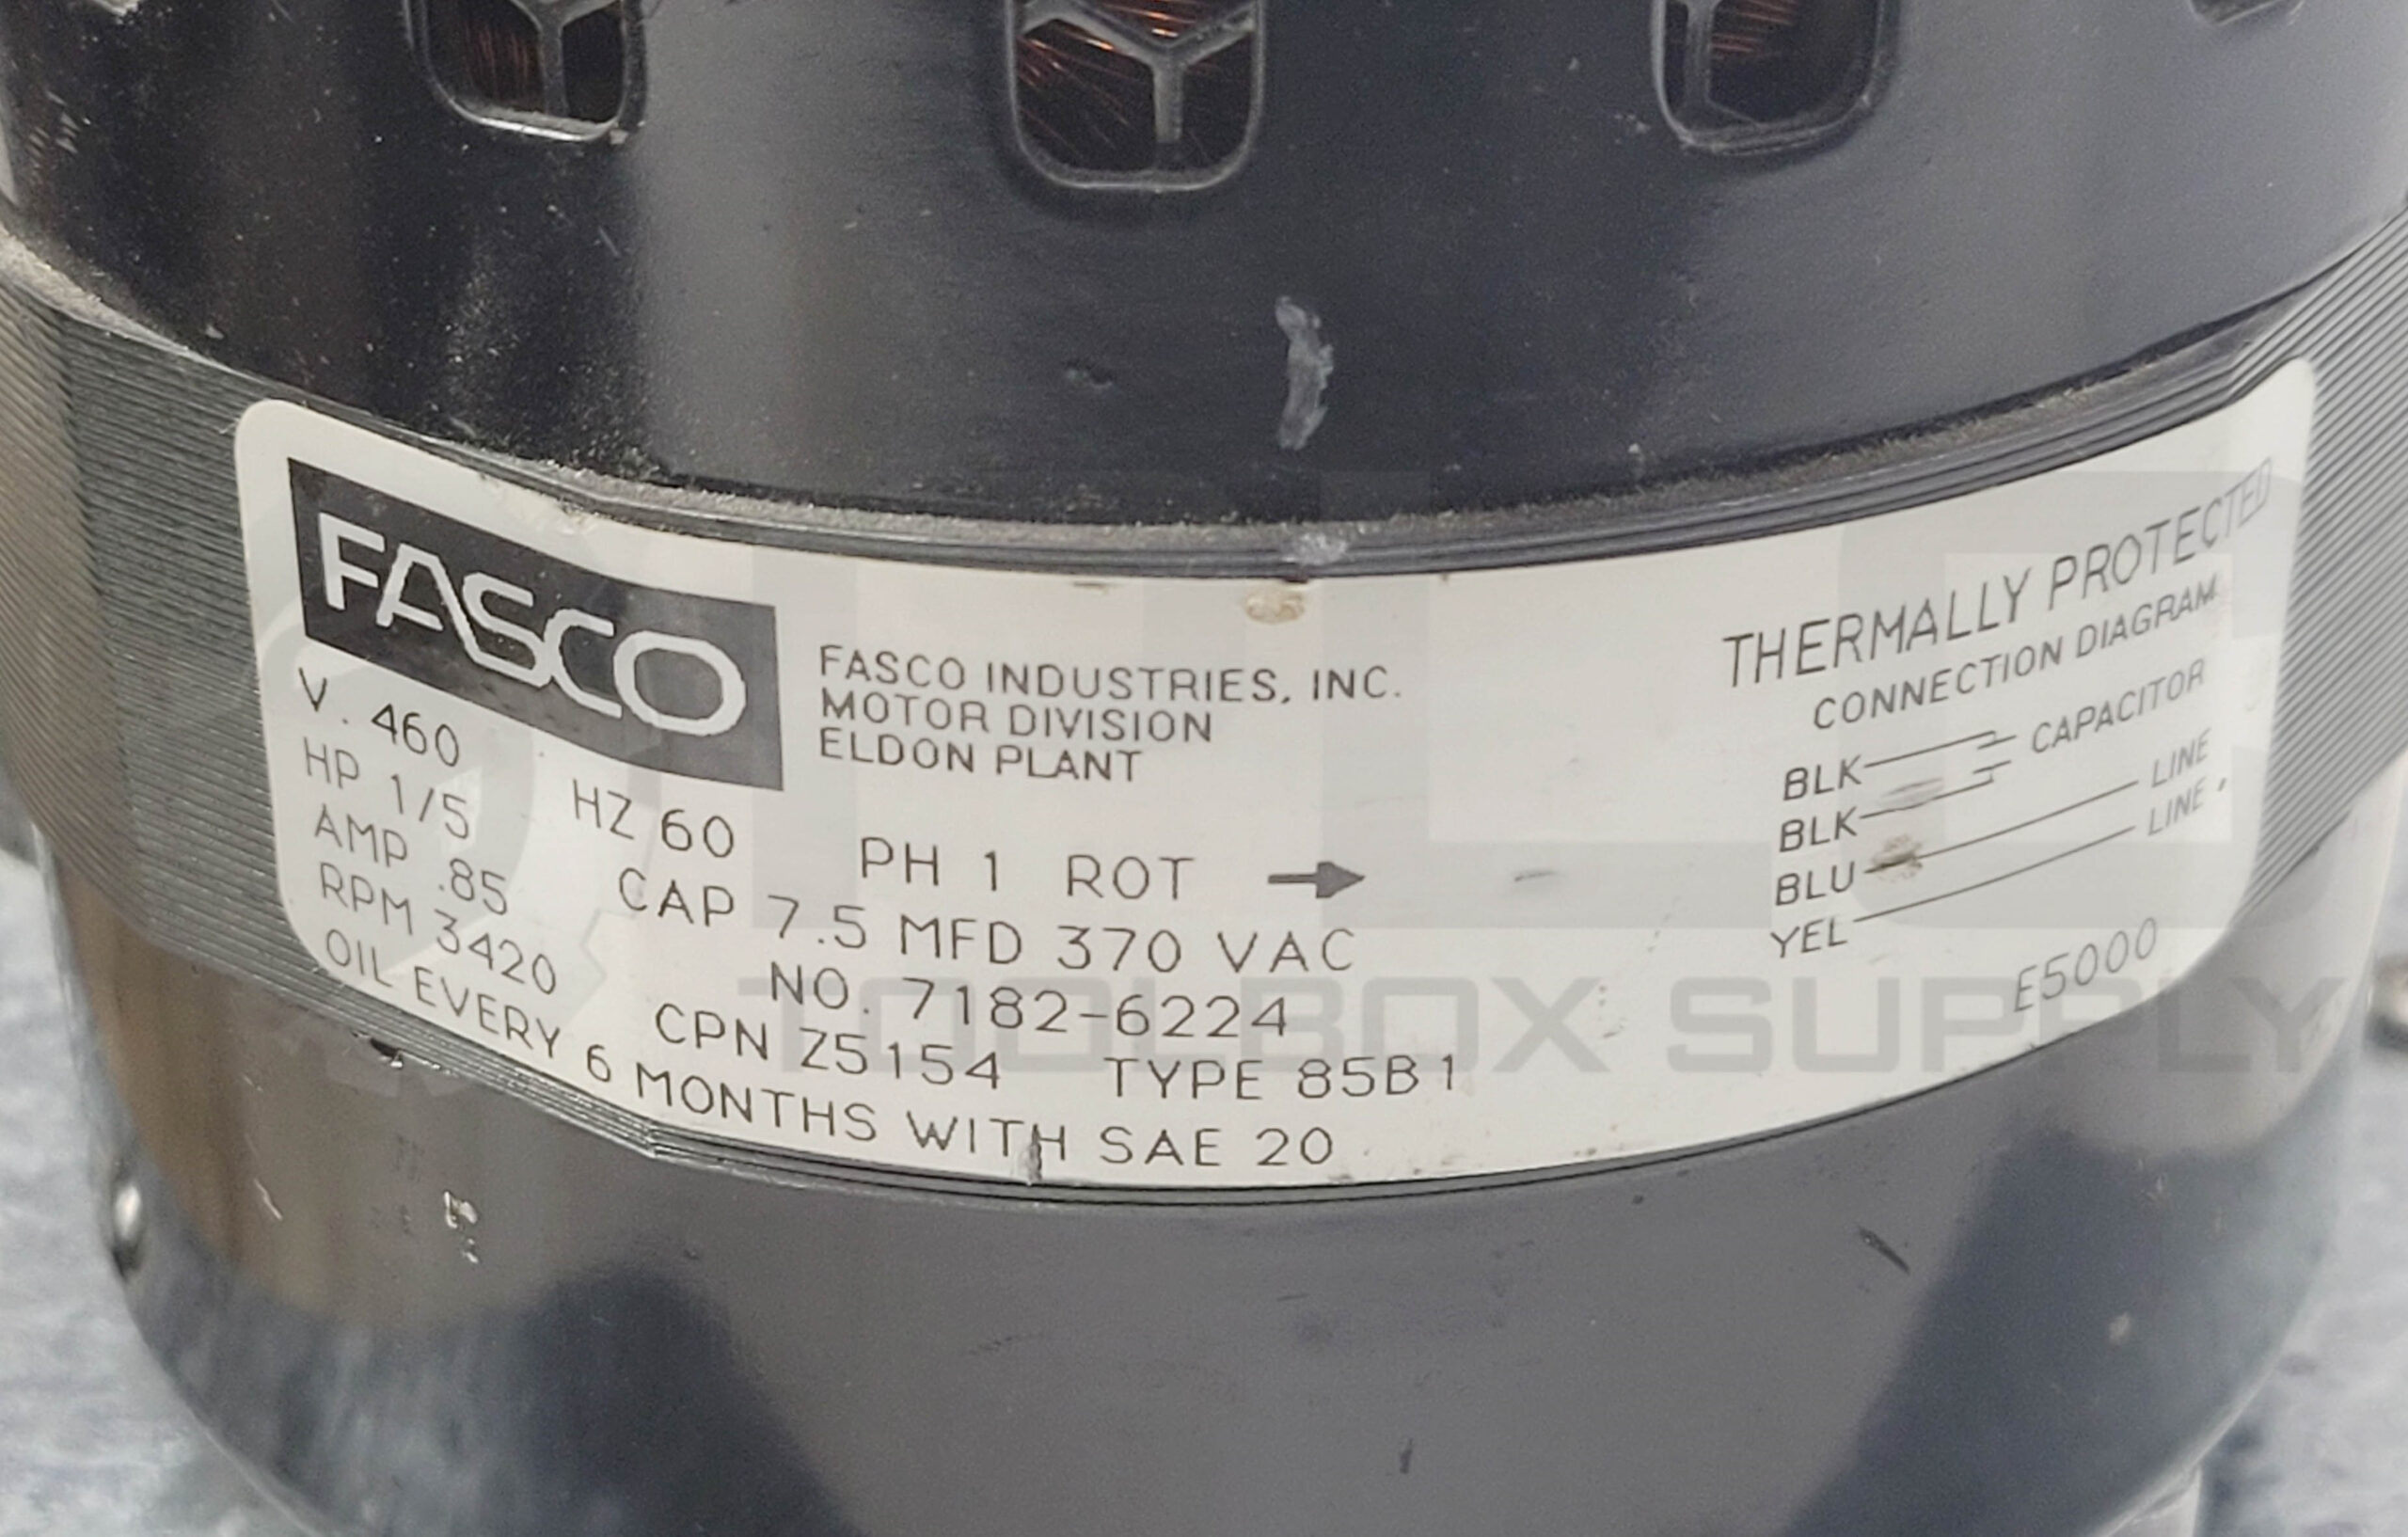 FASCO
FASCO INDUSTRIES, INC.
MOTOR DIVISION
ELDON PLANT
V. 460 HZ 60 PH 1 ROT →
HP 1/5 CAP 7.5 MFD 370 VAC
AMP .85 NO. 7182-6224
RPM 3420 CPN Z5154 TYPE 85B1
OIL EVERY 6 MONTHS WITH SAE 20
THERMALLY PROTECTED
CONNECTION DIAGRAM
BLK
BLK
CAPACITOR
BLU LINE
YEL LINE
E5000
TOOLBOX SUPPLY